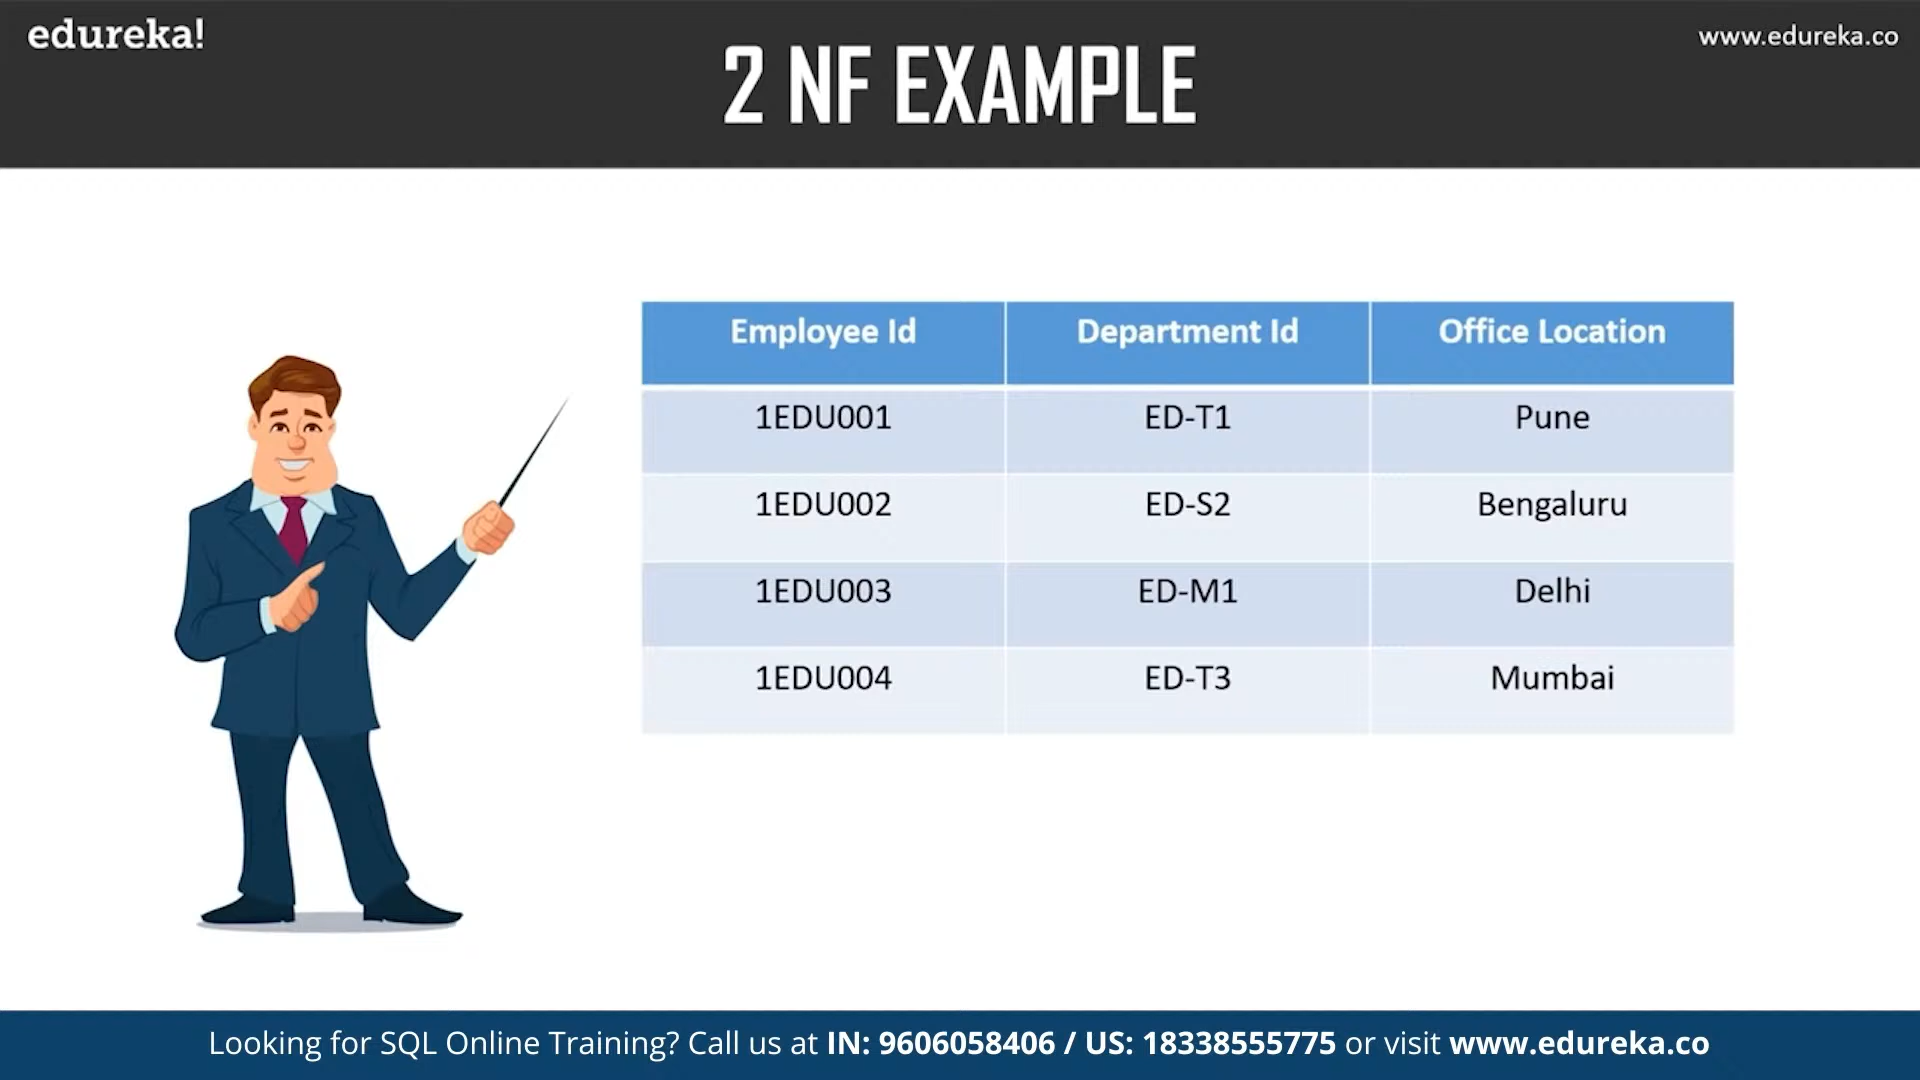 edureka!
www.edureka.co
2 NF EXAMPLE
Employee Id Department Id Office Location
1EDU001 ED-T1 Pune
1EDU002 ED-S2 Bengaluru
1EDU003 ED-M1 Delhi
1EDU004 ED-T3 Mumbai
Looking for SQL Online Training? Call us at IN: 9606058406 / US: 18338555775 or visit www.edureka.co